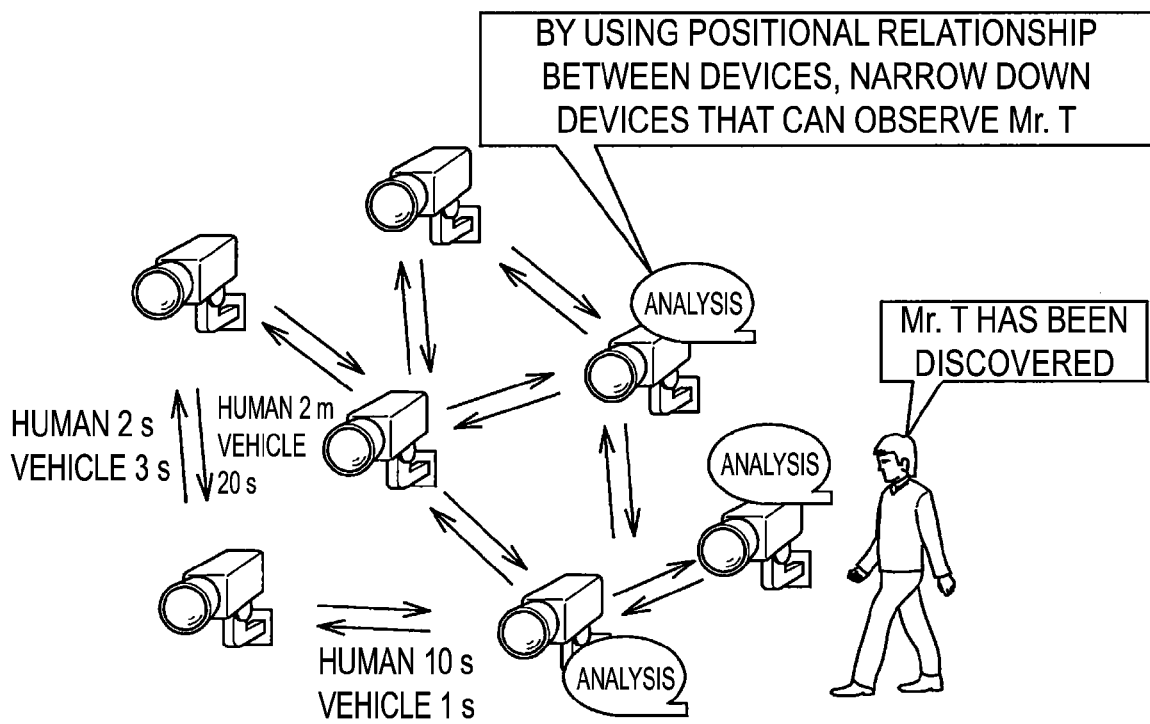 BY USING POSITIONAL RELATIONSHIP
BETWEEN DEVICES, NARROW DOWN
DEVICES THAT CAN OBSERVE Mr. T
ANALYSIS
Mr. T HAS BEEN
DISCOVERED
HUMAN 2 s
VEHICLE 3 s
HUMAN 2 m
VEHICLE
20 s
ANALYSIS
HUMAN 10 s
VEHICLE 1 s
ANALYSIS